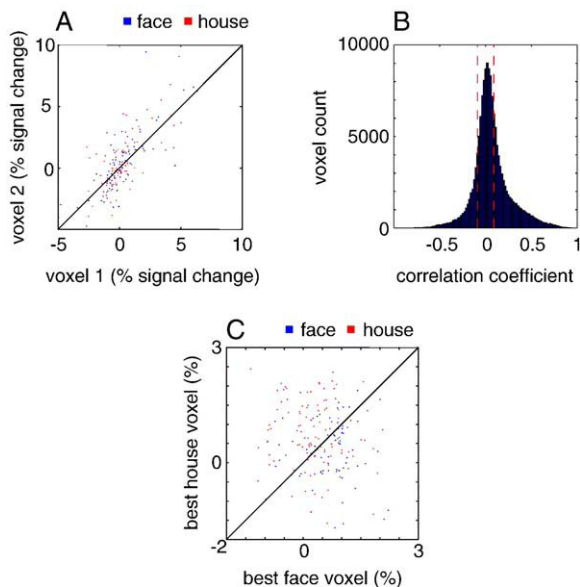 A
face house
10
5
0
-5
-5 0 5 10
voxel 2 (% signal change)
voxel 1 (% signal change)
B
10000
5000
0
-0.5 0 0.5 1
voxel count
correlation coefficient
C
face house
3
0
-2
-2 0 3
best house voxel (%)
best face voxel (%)